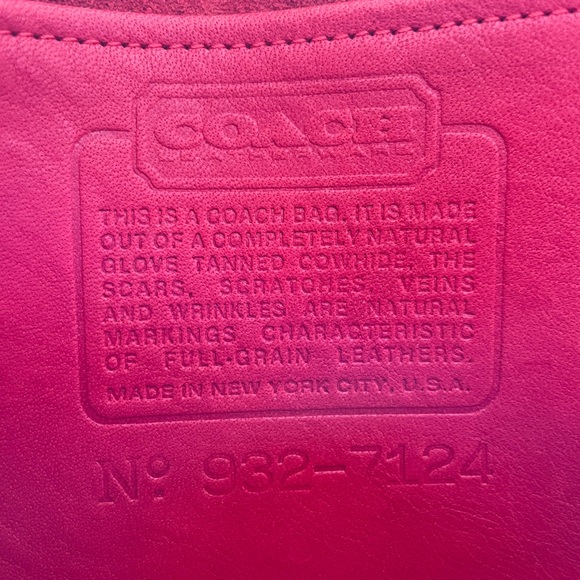 COACH
LEATHERWARE
THIS IS A COACH BAG. IT IS MADE
OUT OF A COMPLETELY NATURAL
GLOVE TANNED COWHIDE. THE
SCARS, SCRATCHES, VEINS
AND WRINKLES ARE NATURAL
MARKINGS CHARACTERISTIC
OF FULL-GRAIN LEATHERS.
MADE IN NEW YORK CITY, U.S.A.
No. 932-7124